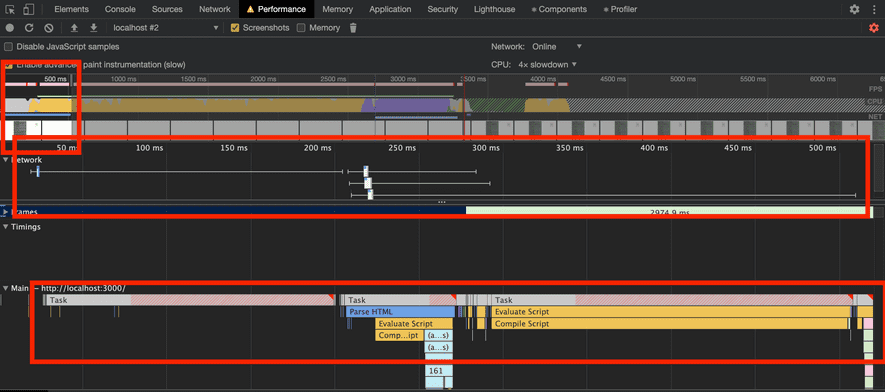 Elements Console Sources Network Performance Memory Application Security Lighthouse Components Profiler
localhost #2 Screenshots Memory
Disable JavaScript samples Network: Online
Enable advanced paint instrumentation (slow) CPU: 4× slowdown
500 ms 1000 ms 1500 ms 2000 ms 2500 ms 3000 ms 3500 ms 4000 ms 4500 ms 5000 ms 5500 ms 6000 ms
FPS
CPU
NET
50 ms 100 ms 150 ms 200 ms 250 ms 300 ms 350 ms 400 ms 450 ms 500 ms
Network
...
Frames 2974.9 ms
Timings
Main — http://localhost:3000/
Task Task Task
Parse HTML Evaluate Script
Evaluate Script Compile Script
Comp...ipt (a...s)
(a...s)
161